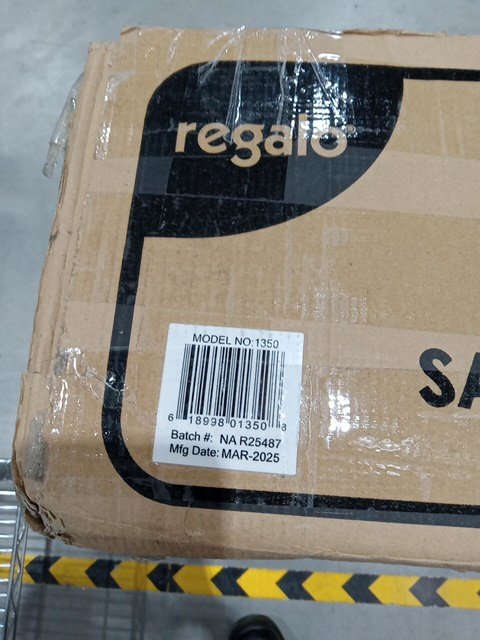 regalo
SA
MODEL NO:1350
6 18998 01350 8
Batch #: NA R25487
Mfg Date: MAR-2025